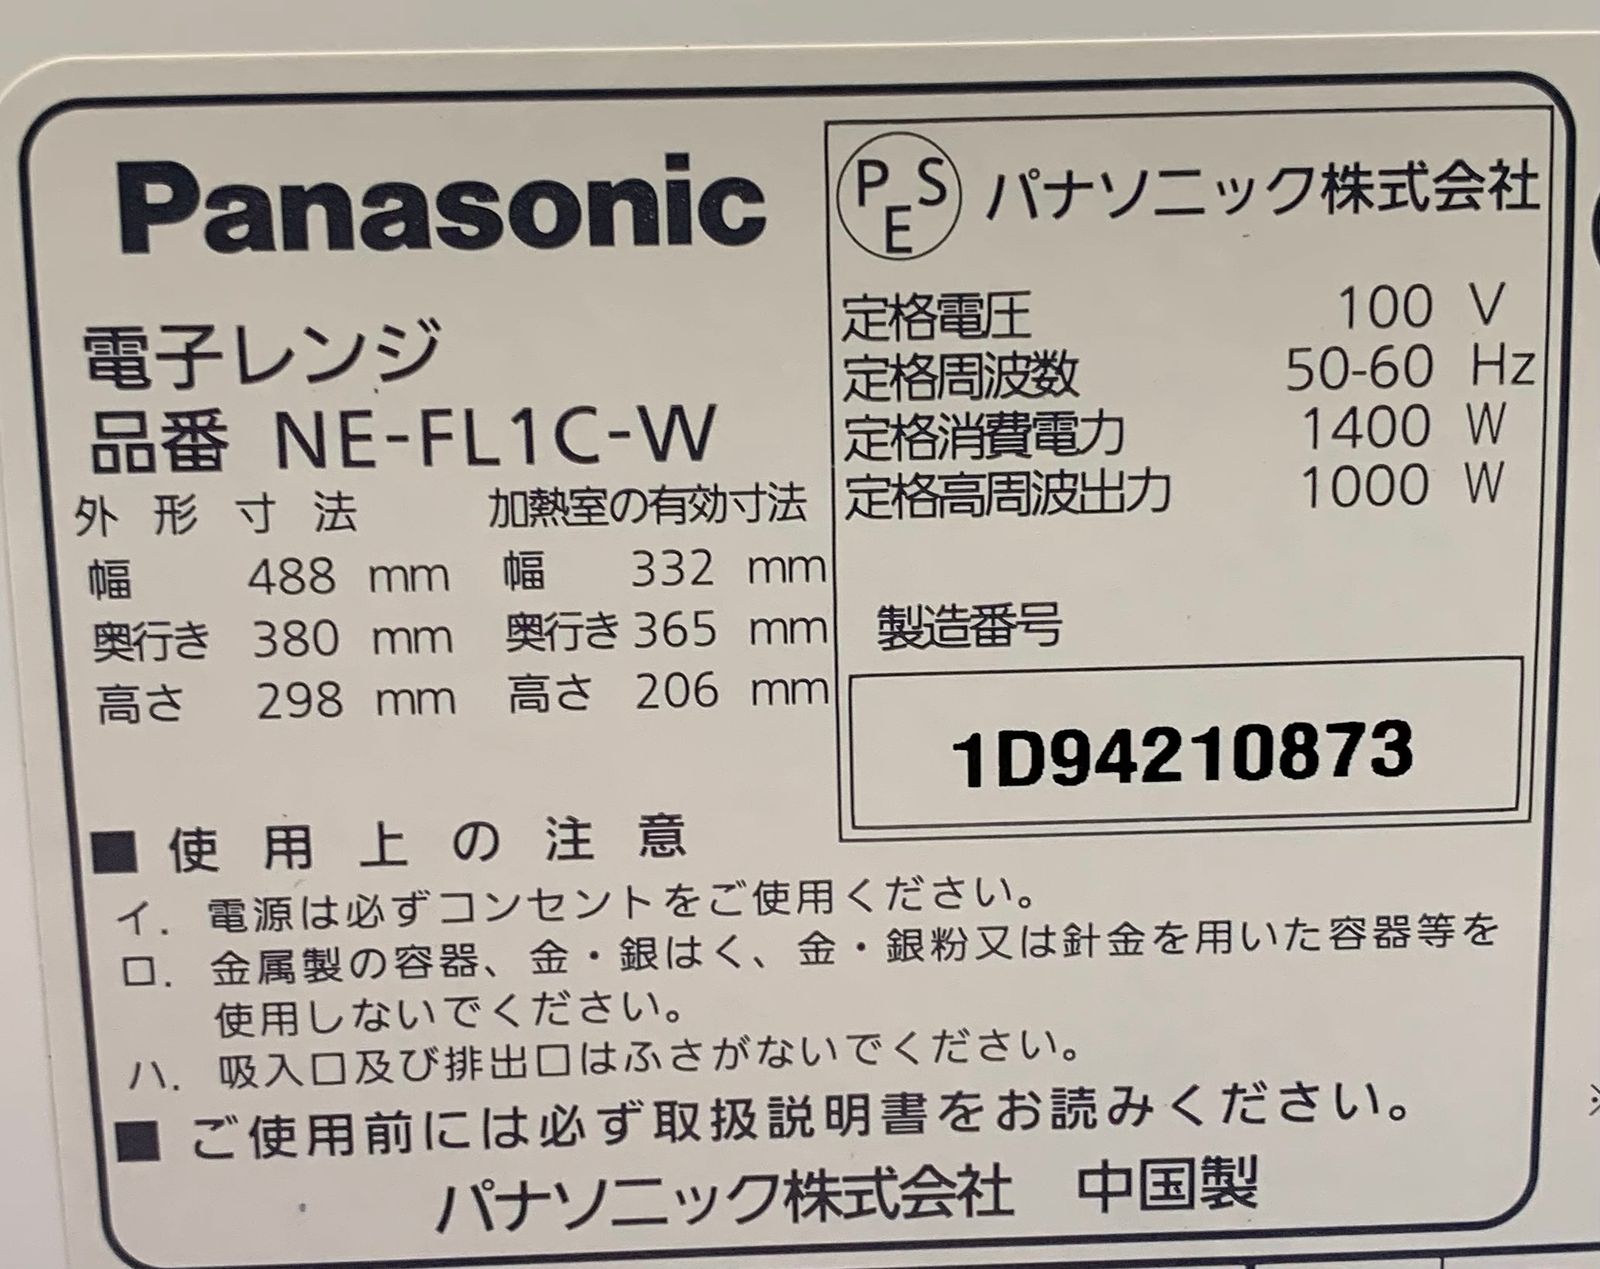 Panasonic
電子レンジ
品番 NE-FL1C-W
外形寸法
幅 488 mm
奥行き 380 mm
高さ 298 mm
加熱室の有効寸法
幅 332 mm
奥行き 365 mm
高さ 206 mm
PSE パナソニック株式会社
定格電圧 100 V
定格周波数 50-60 Hz
定格消費電力 1400 W
定格高周波出力 1000 W
製造番号
1D94210873
■ 使用上の注意
イ. 電源は必ずコンセントをご使用ください。
ロ. 金属製の容器、金・銀はく、金・銀粉又は針金を用いた容器等を
使用しないでください。
ハ. 吸入口及び排出口はふさがないでください。
■ ご使用前には必ず取扱説明書をお読みください。
パナソニック株式会社 中国製
※